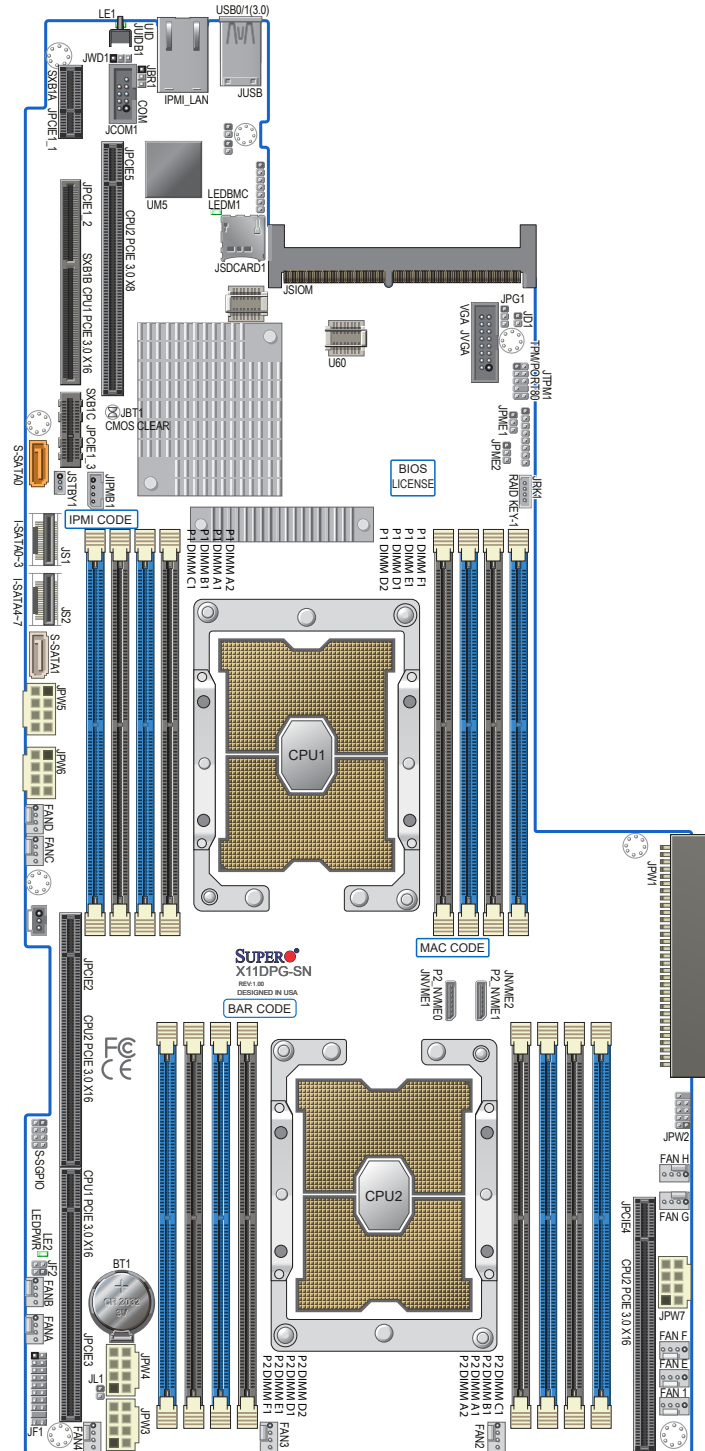 LE1
USB0/1(3.0)
UID
JUIDB1
JWD1
JBR1
COM
JCOM1
IPMI_LAN
JUSB
SXB1A
JPCIE1_1
JPCIE5
CPU2 PCIE 3.0 X8
UM5
LEDBMC
LEDM1
JSDCARD1
JPCIE1_2
SXB1B CPU1 PCIE 3.0 X16
JSIOM
JPG1
JD1
VGA JVGA
U60
TPM/PORT80
JTPM1
JPME1
JPME2
SXB1C
JPCIE1_3
JBT1
CMOS CLEAR
S-SATA0
JSTBY1
JIPMB1
BIOS
LICENSE
RAID KEY-1
JRK1
IPMI CODE
I-SATA0~3
JS1
P1 DIMM C1
P1 DIMM B1
P1 DIMM A1
P1 DIMM A2
P1 DIMM D2
P1 DIMM D1
P1 DIMM E1
P1 DIMM F1
I-SATA4~7
JS2
S-SATA1
JPW5
JPW6
CPU1
FAND
FANC
JPW1
SUPER
X11DPG-SN
REV:1.00
DESIGNED IN USA
BAR CODE
MAC CODE
JNVME1
P2_NVME0
P2_NVME1
JNVME2
JPCIE2
CPU2 PCIE 3.0 X16
FC
CE
S-SGPIO
CPU1 PCIE 3.0 X16
JPW2
FAN H
FAN G
CPU2
JPCIE4
CPU2 PCIE 3.0 X16
LEDPWR
LE2
JF2
FANB
FANA
BT1
+
CR 2032
3V
JPW7
FAN F
FAN E
FAN 1
JPCIE3
JPW4
JL1
JPW3
JF1
FAN4
P2 DIMM F1
P2 DIMM E1
P2 DIMM D1
P2 DIMM D2
FAN3
P2 DIMM A2
P2 DIMM A1
P2 DIMM B1
P2 DIMM C1
FAN2